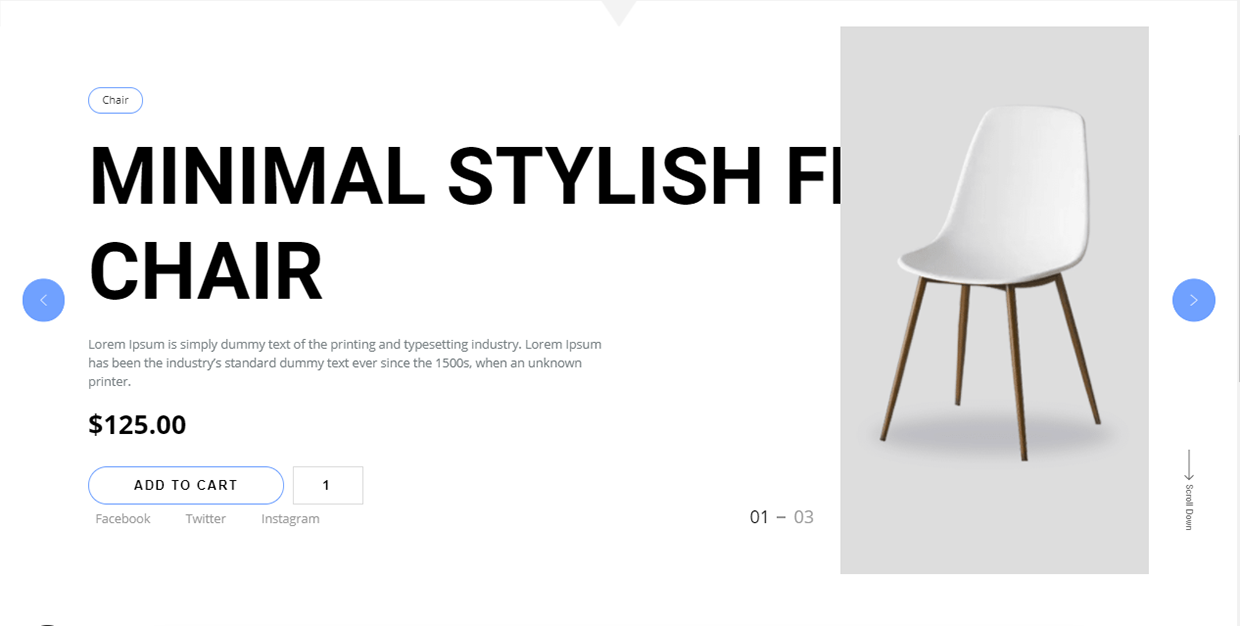 Chair
MINIMAL STYLISH
CHAIR
Lorem Ipsum is simply dummy text of the printing and typesetting industry. Lorem Ipsum
has been the industry’s standard dummy text ever since the 1500s, when an unknown
printer.
$125.00
ADD TO CART 1
Facebook Twitter Instagram
01 – 03
Scroll Down